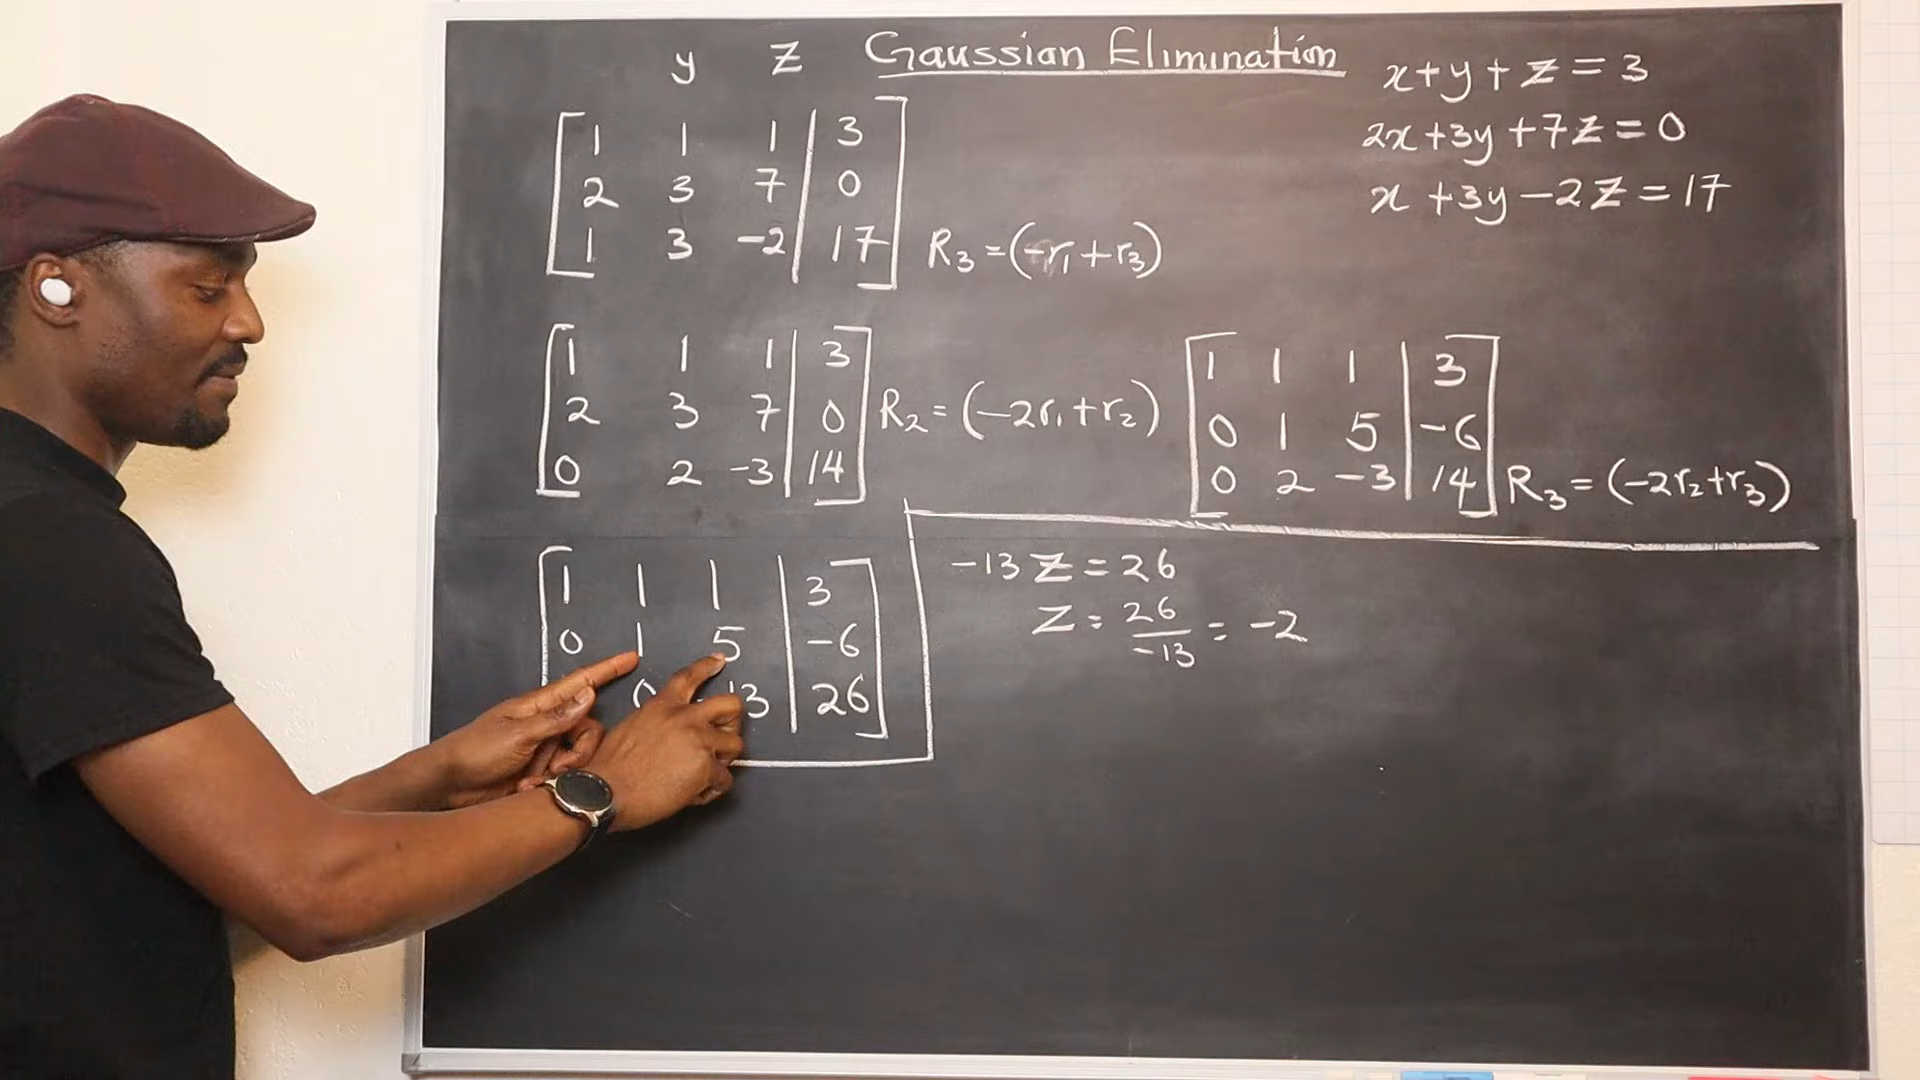 y z Gaussian Elimination
x+y+z=3
2x+3y+7z=0
x+3y-2z=17
1 1 1 3
2 3 7 0
1 3 -2 17 R3=(-r1+r3)
1 1 1 3
2 3 7 0 R2=(-2r1+r2)
0 2 -3 14
1 1 1 3
0 1 5 -6
0 2 -3 14 R3=(-2r2+r3)
1 1 1 3
0 1 5 -6
0 13 26
-13z=26
z=26/-13=-2